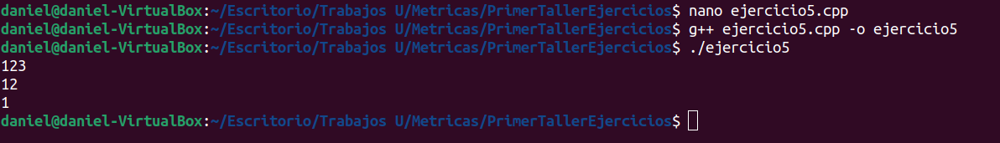 daniel@daniel-VirtualBox:~/Escritorio/Trabajos U/Metricas/PrimerTallerEjercicios$ nano ejercicio5.cpp
daniel@daniel-VirtualBox:~/Escritorio/Trabajos U/Metricas/PrimerTallerEjercicios$ g++ ejercicio5.cpp -o ejercicio5
daniel@daniel-VirtualBox:~/Escritorio/Trabajos U/Metricas/PrimerTallerEjercicios$ ./ejercicio5
123
12
1
daniel@daniel-VirtualBox:~/Escritorio/Trabajos U/Metricas/PrimerTallerEjercicios$